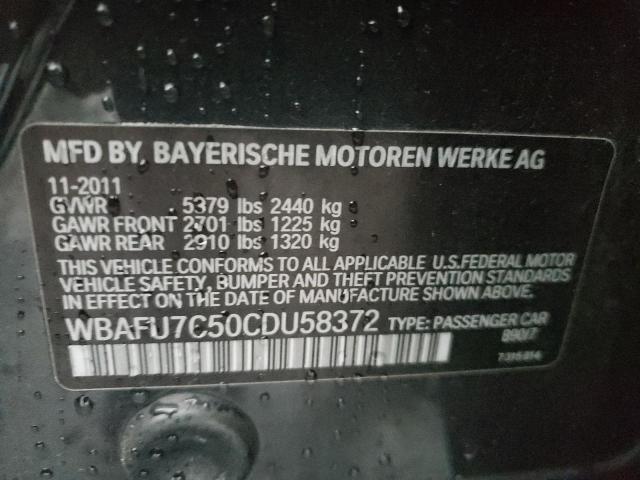 MFD BY. BAYERISCHE MOTOREN WERKE AG
11-2011
GVWR 5379 lbs 2440 kg
GAWR FRONT 2701 lbs 1225 kg
GAWR REAR 2910 lbs 1320 kg
THIS VEHICLE CONFORMS TO ALL APPLICABLE U.S.FEDERAL MOTOR
VEHICLE SAFETY, BUMPER AND THEFT PREVENTION STANDARDS
IN EFFECT ON THE DATE OF MANUFACTURE SHOWN ABOVE.
WBAFU7C50CDU58372 TYPE: PASSENGER CAR